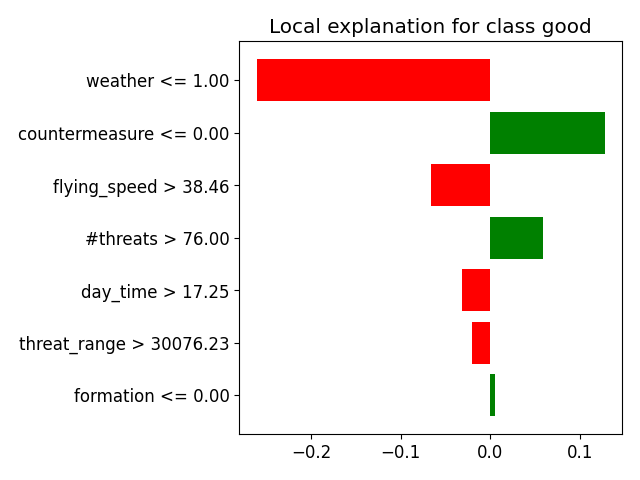 Local explanation for class good
weather <= 1.00
countermeasure <= 0.00
flying_speed > 38.46
#threats > 76.00
day_time > 17.25
threat_range > 30076.23
formation <= 0.00
−0.2 −0.1 0.0 0.1